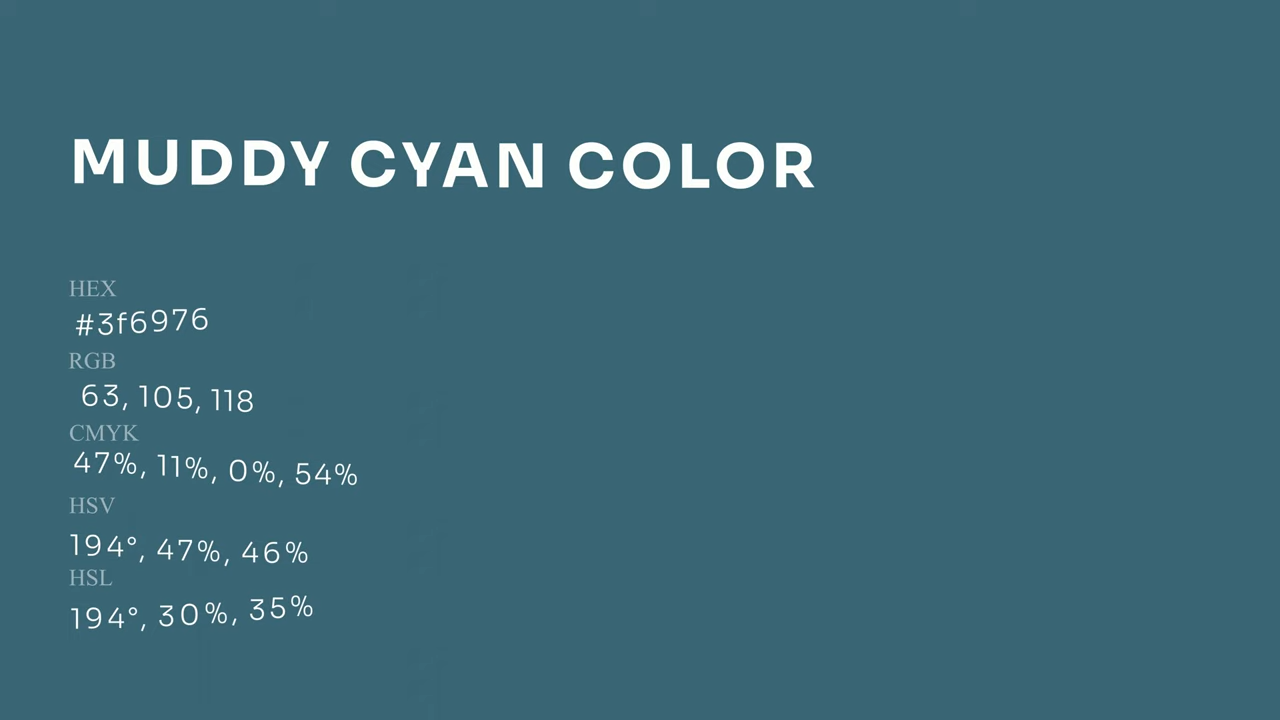 MUDDY CYAN COLOR
HEX
#3f6976
RGB
63, 105, 118
CMYK
47%, 11%, 0%, 54%
HSV
194°, 47%, 46%
HSL
194°, 30%, 35%